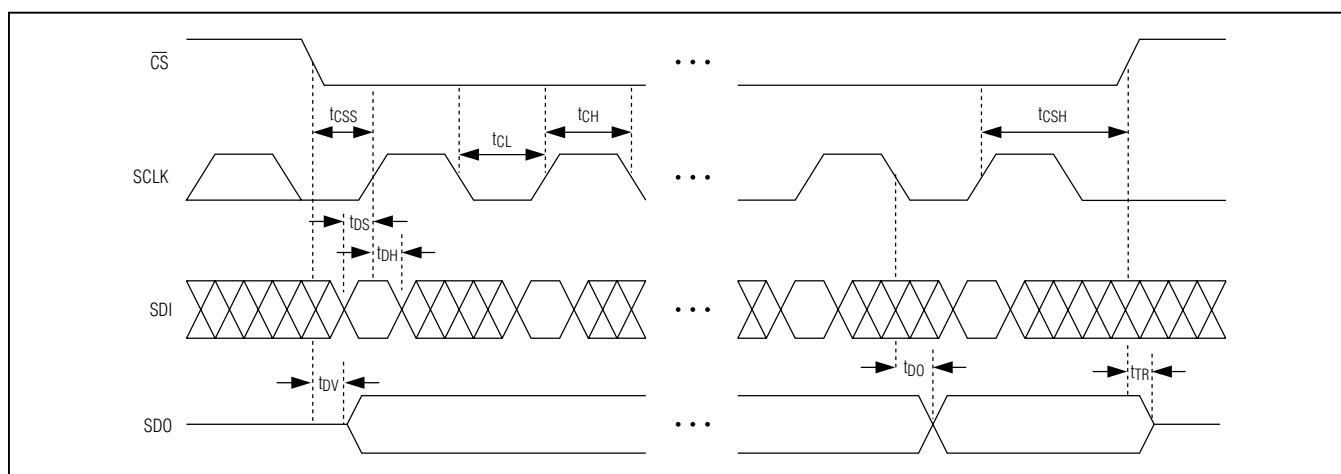 CS
tCSS
tCL
tCH
tCSH
SCLK
tDS
tDH
SDI
tDV
tDO
tTR
SDO